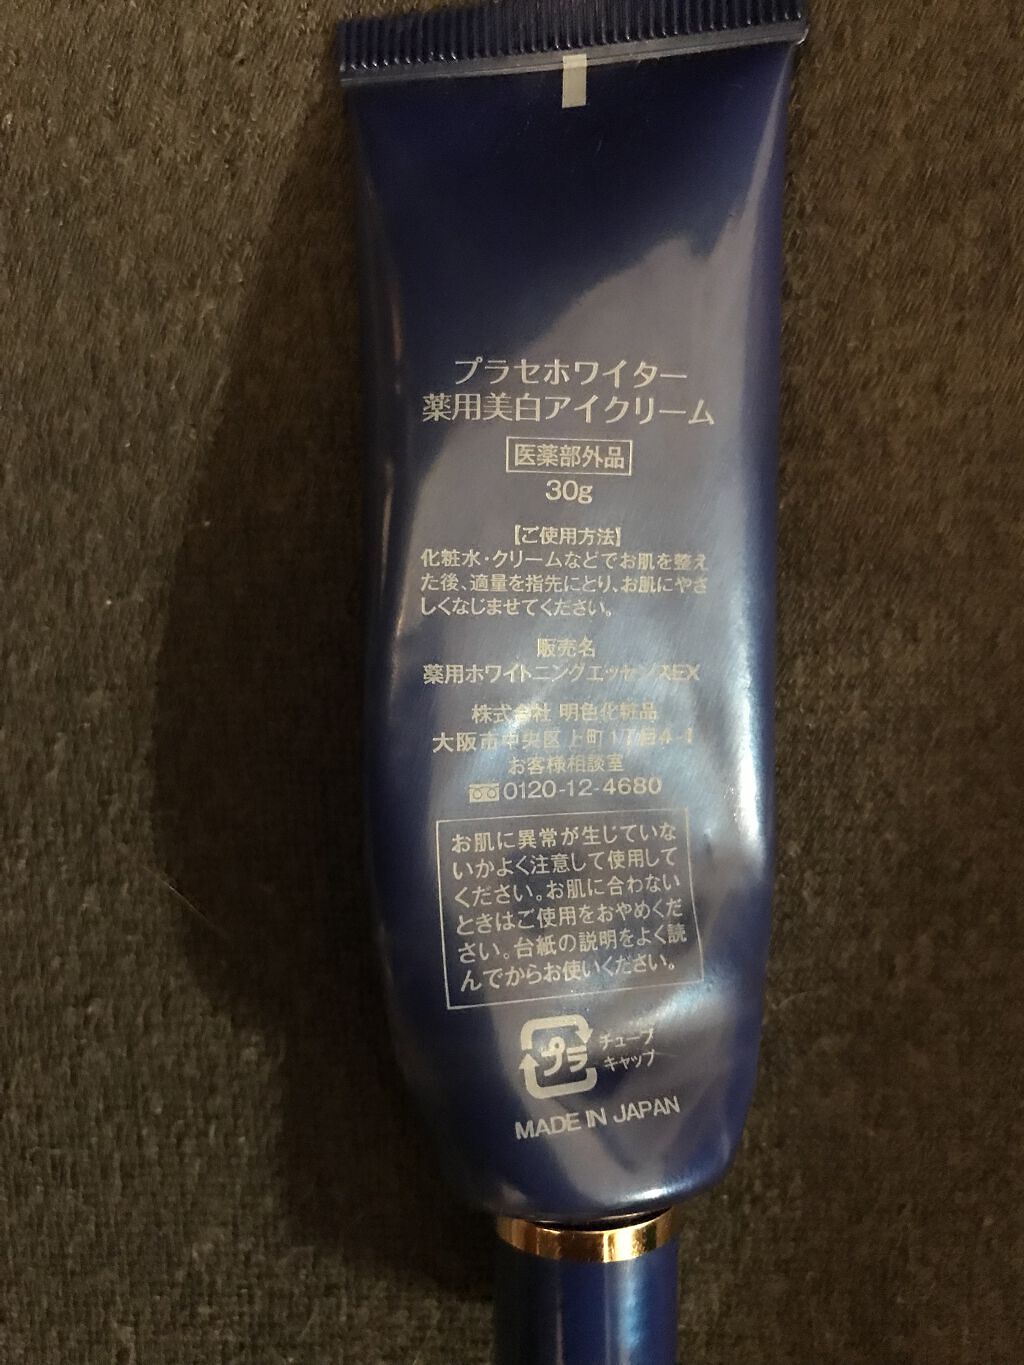 プラセホワイター
薬用美白アイクリーム
医薬部外品
30g
【ご使用方法】
化粧水・クリームなどでお肌を整え
た後、適量を指先にとり、お肌にやさ
しくなじませてください。
販売名
薬用ホワイトニングエッセンスEX
株式会社 明色化粧品
大阪市中央区上町1丁目4-1
お客様相談室
0120-12-4680
お肌に異常が生じていな
いかよく注意して使用して
ください。お肌に合わない
ときはご使用をおやめくだ
さい。台紙の説明をよく読
んでからお使いください。
プラ
チューブ
キャップ
MADE IN JAPAN